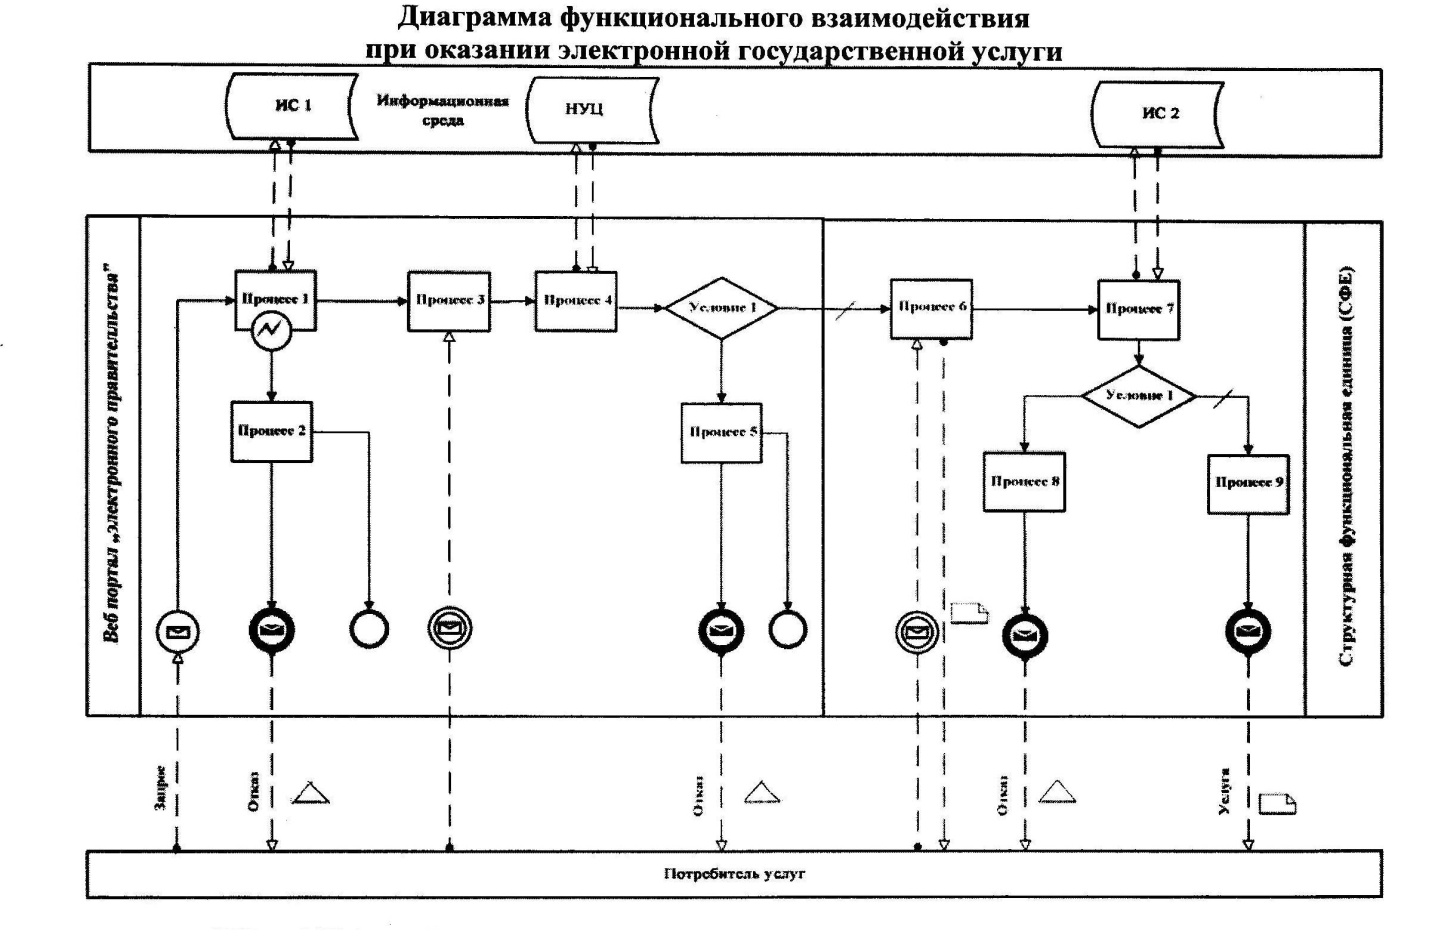 Диаграмма функционального взаимодействия
при оказании электронной государственной услуги
ИС 1
Информационная
среда
НУЦ
ИС 2
Веб портал „электронного прявителльства”
Процесс 1
Процесс 3
Процесс 4
Условие 1
Процесс 6
Процесс 7
Процесс 2
Процесс 5
Условие 1
Процесс 8
Процесс 9
Структурная функциональная единица (СФЕ)
Запрос
Отказ
Отказ
Отказ
Услуга
Потребитель услуг